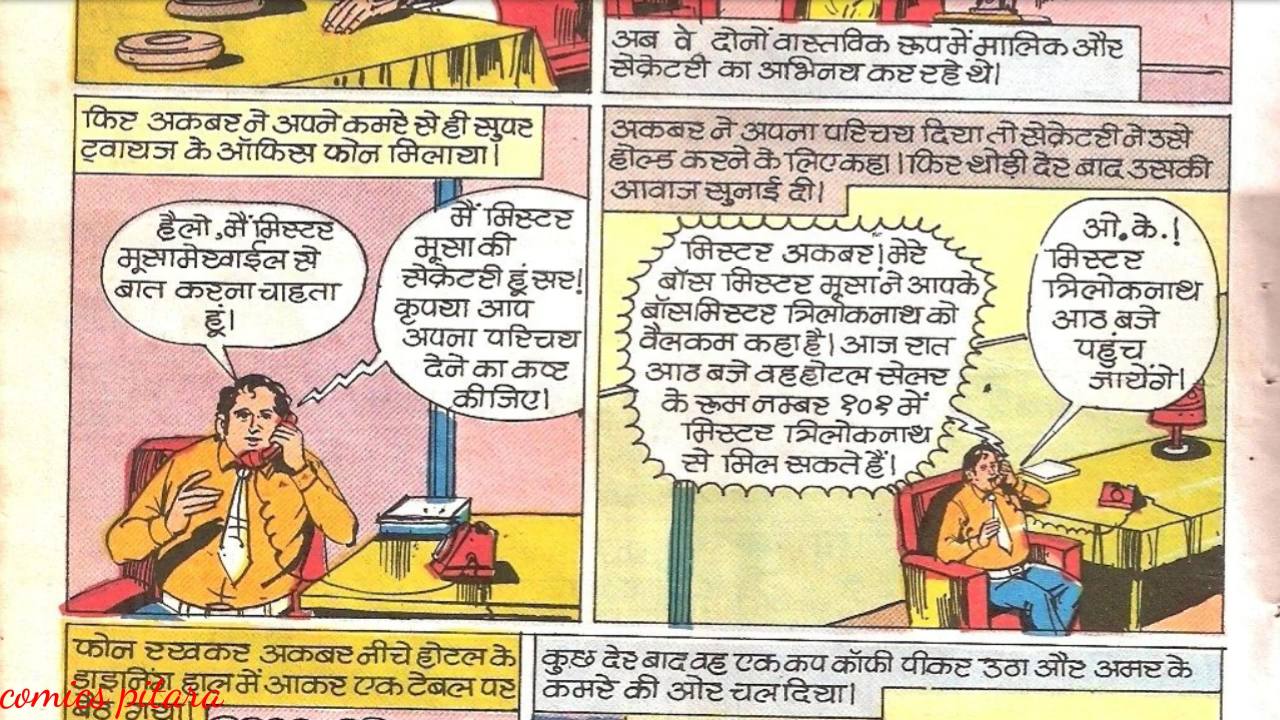 अब वे दोनों वास्तविक रूप में मालिक और
सेक्रेटरी का अभिनय कर रहे थे।
फिर अकबर ने अपने कमरे से ही सुपर
ट्वायज के ऑफिस फोन मिलाया।
हैलो, मैं मिस्टर
मूसामेखाईल से
बात करना चाहता
हूं।
मैं मिस्टर
मूसा की
सेक्रेटरी हूं सर!
कृपया आप
अपना परिचय
देने का कष्ट
कीजिए।
अकबर ने अपना परिचय दिया तो सेक्रेटरी ने उसे
होल्ड करने के लिए कहा। फिर थोड़ी देर बाद उसकी
आवाज सुनाई दी।
मिस्टर अकबर! मेरे
बॉस मिस्टर मूसा ने आपके
बॉस मिस्टर त्रिलोकनाथ को
वैलकम कहा है। आज रात
आठ बजे वह होटल सेलर
के रूम नम्बर १०१ में
मिस्टर त्रिलोकनाथ
से मिल सकते हैं।
ओ. के.!
मिस्टर
त्रिलोकनाथ
आठ बजे
पहुंच
जायेंगे।
फोन रखकर अकबर नीचे होटल के
डाइनिंग हाल में आकर एक टेबल पर
बैठ गया।
कुछ देर बाद वह एक कप कॉफी पीकर उठा और अमर के
कमरे की ओर चल दिया।
comics pitara